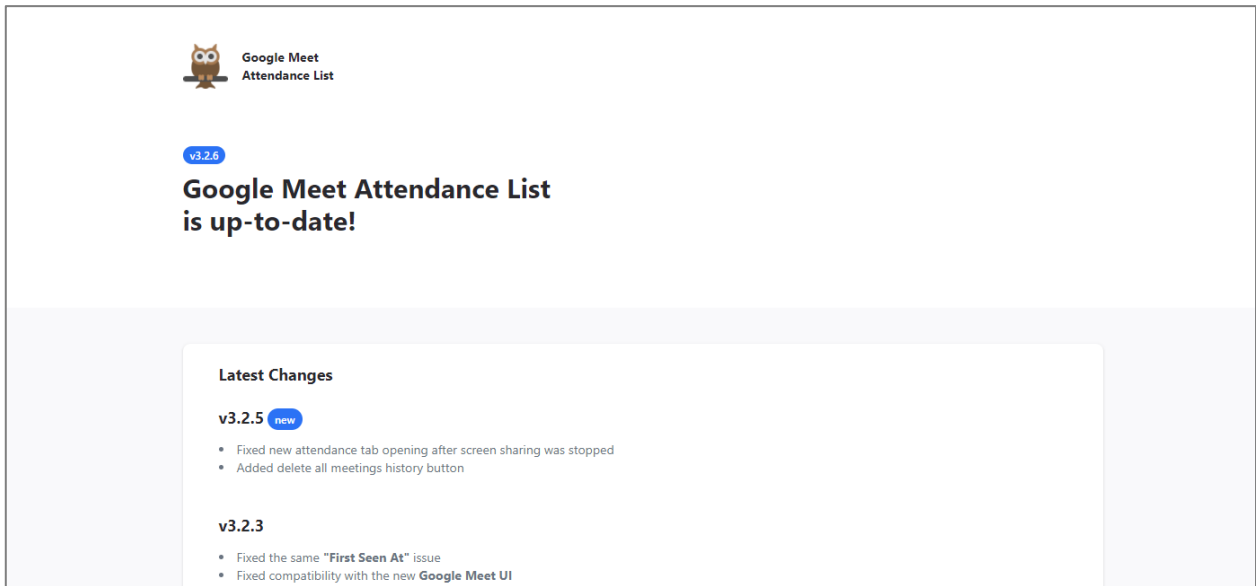 Google Meet
Attendance List
v3.2.6
Google Meet Attendance List
is up-to-date!
Latest Changes
v3.2.5 new
Fixed new attendance tab opening after screen sharing was stopped
Added delete all meetings history button
v3.2.3
Fixed the same "First Seen At" issue
Fixed compatibility with the new Google Meet UI